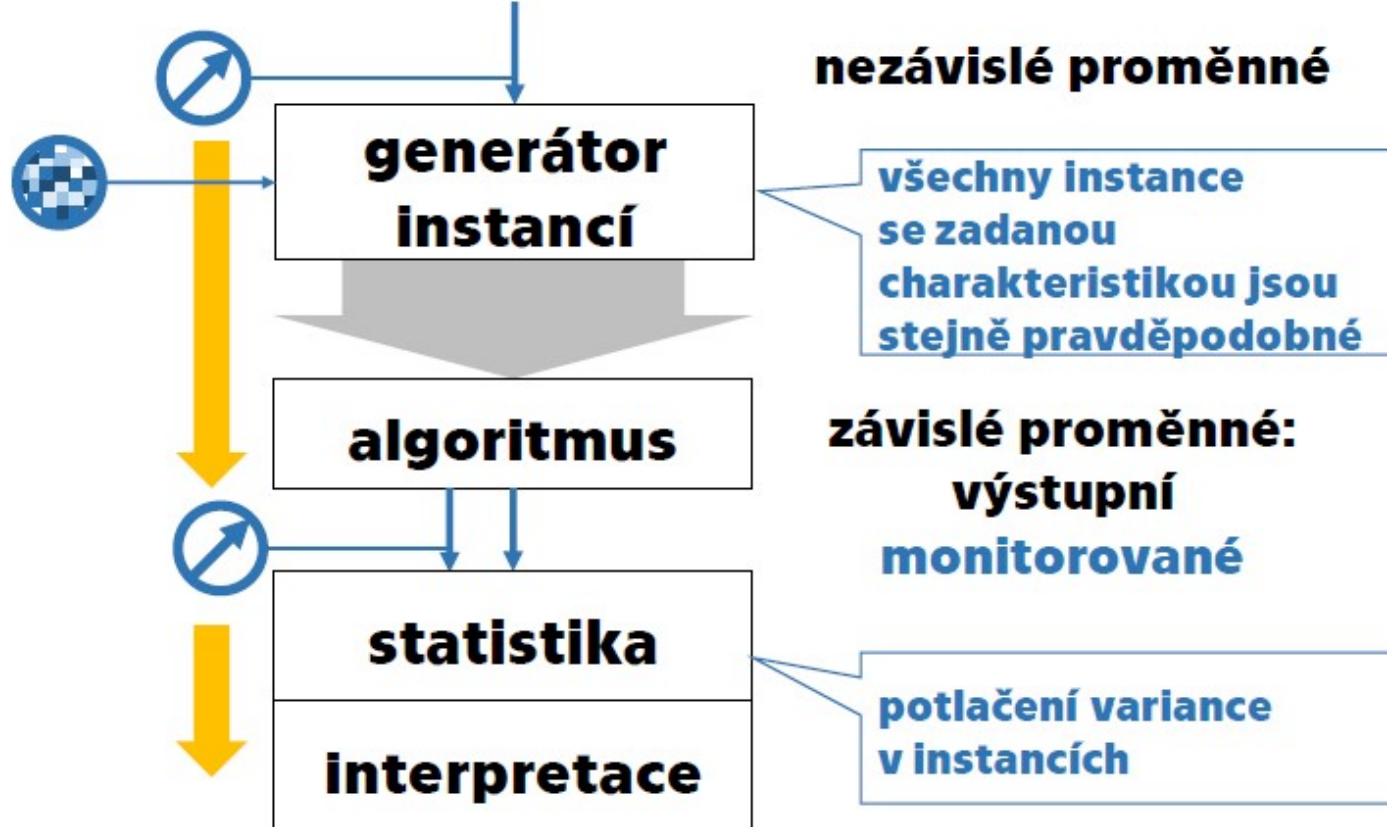 nezávislé proměnné
generátor
instancí
všechny instance
se zadanou
charakteristikou jsou
stejně pravděpodobné
algoritmus
závislé proměnné:
výstupní
monitorované
statistika
potlačení variance
v instancích
interpretace